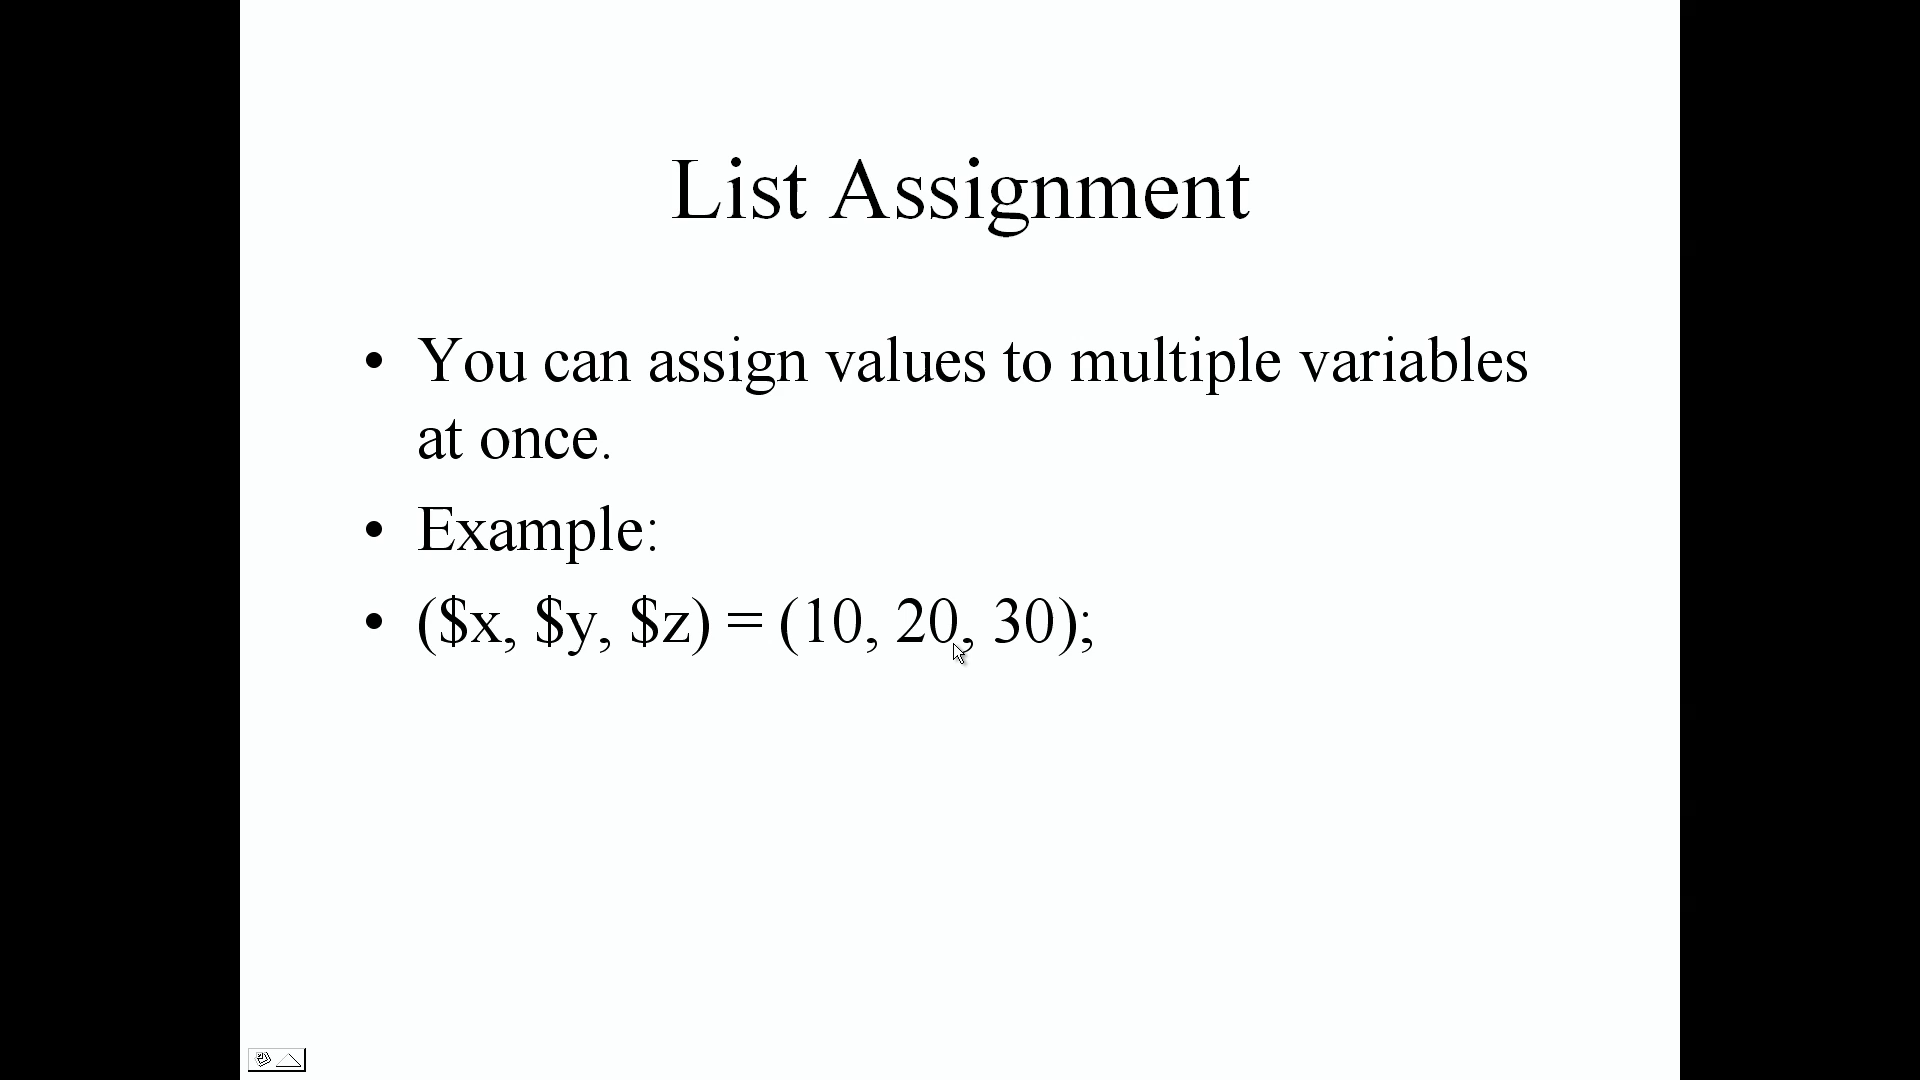 List Assignment
• You can assign values to multiple variables
at once.
• Example:
• ($x, $y, $z) = (10, 20, 30);